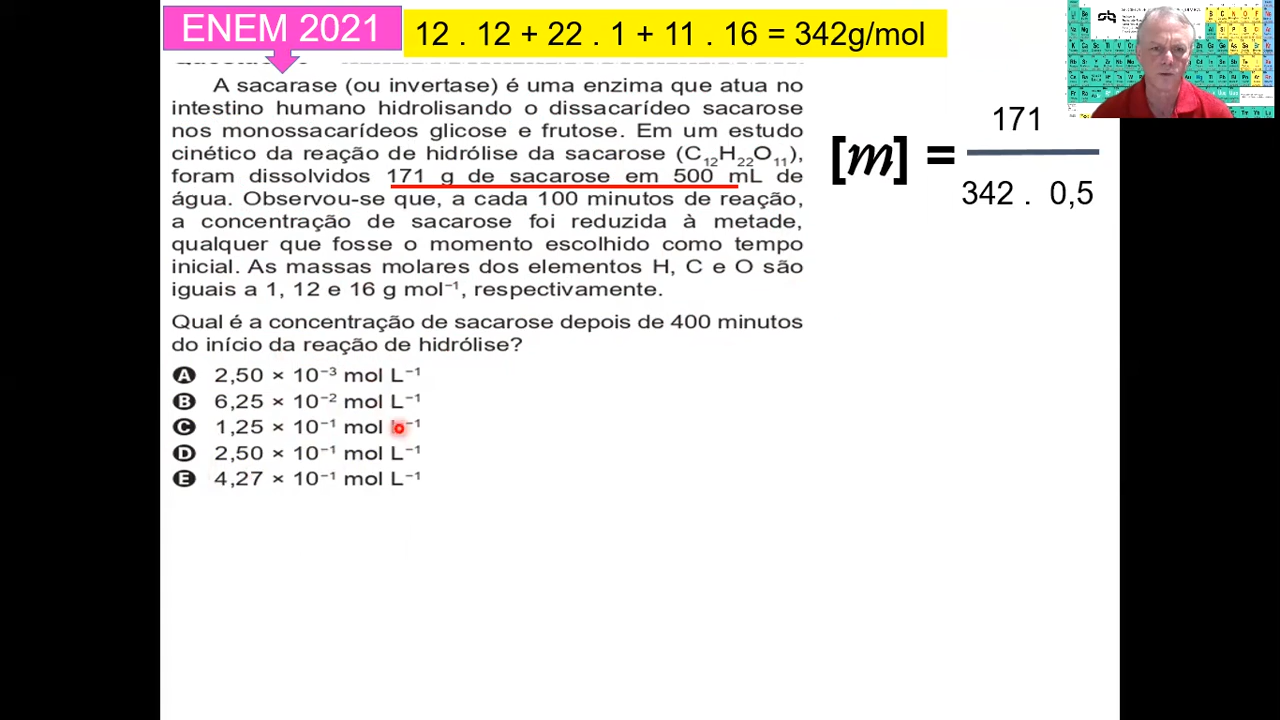 ENEM 2021
12 . 12 + 22 . 1 + 11 . 16 = 342g/mol
A sacarase (ou invertase) é uma enzima que atua no
intestino humano hidrolisando o dissacarídeo sacarose
nos monossacarídeos glicose e frutose. Em um estudo
cinético da reação de hidrólise da sacarose (C₁₂H₂₂O₁₁),
foram dissolvidos 171 g de sacarose em 500 mL de
água. Observou-se que, a cada 100 minutos de reação,
a concentração de sacarose foi reduzida à metade,
qualquer que fosse o momento escolhido como tempo
inicial. As massas molares dos elementos H, C e O são
iguais a 1, 12 e 16 g mol⁻¹, respectivamente.
Qual é a concentração de sacarose depois de 400 minutos
do início da reação de hidrólise?
A 2,50 × 10⁻³ mol L⁻¹
B 6,25 × 10⁻² mol L⁻¹
C 1,25 × 10⁻¹ mol L⁻¹
D 2,50 × 10⁻¹ mol L⁻¹
E 4,27 × 10⁻¹ mol L⁻¹
171
[m] =
342 . 0,5